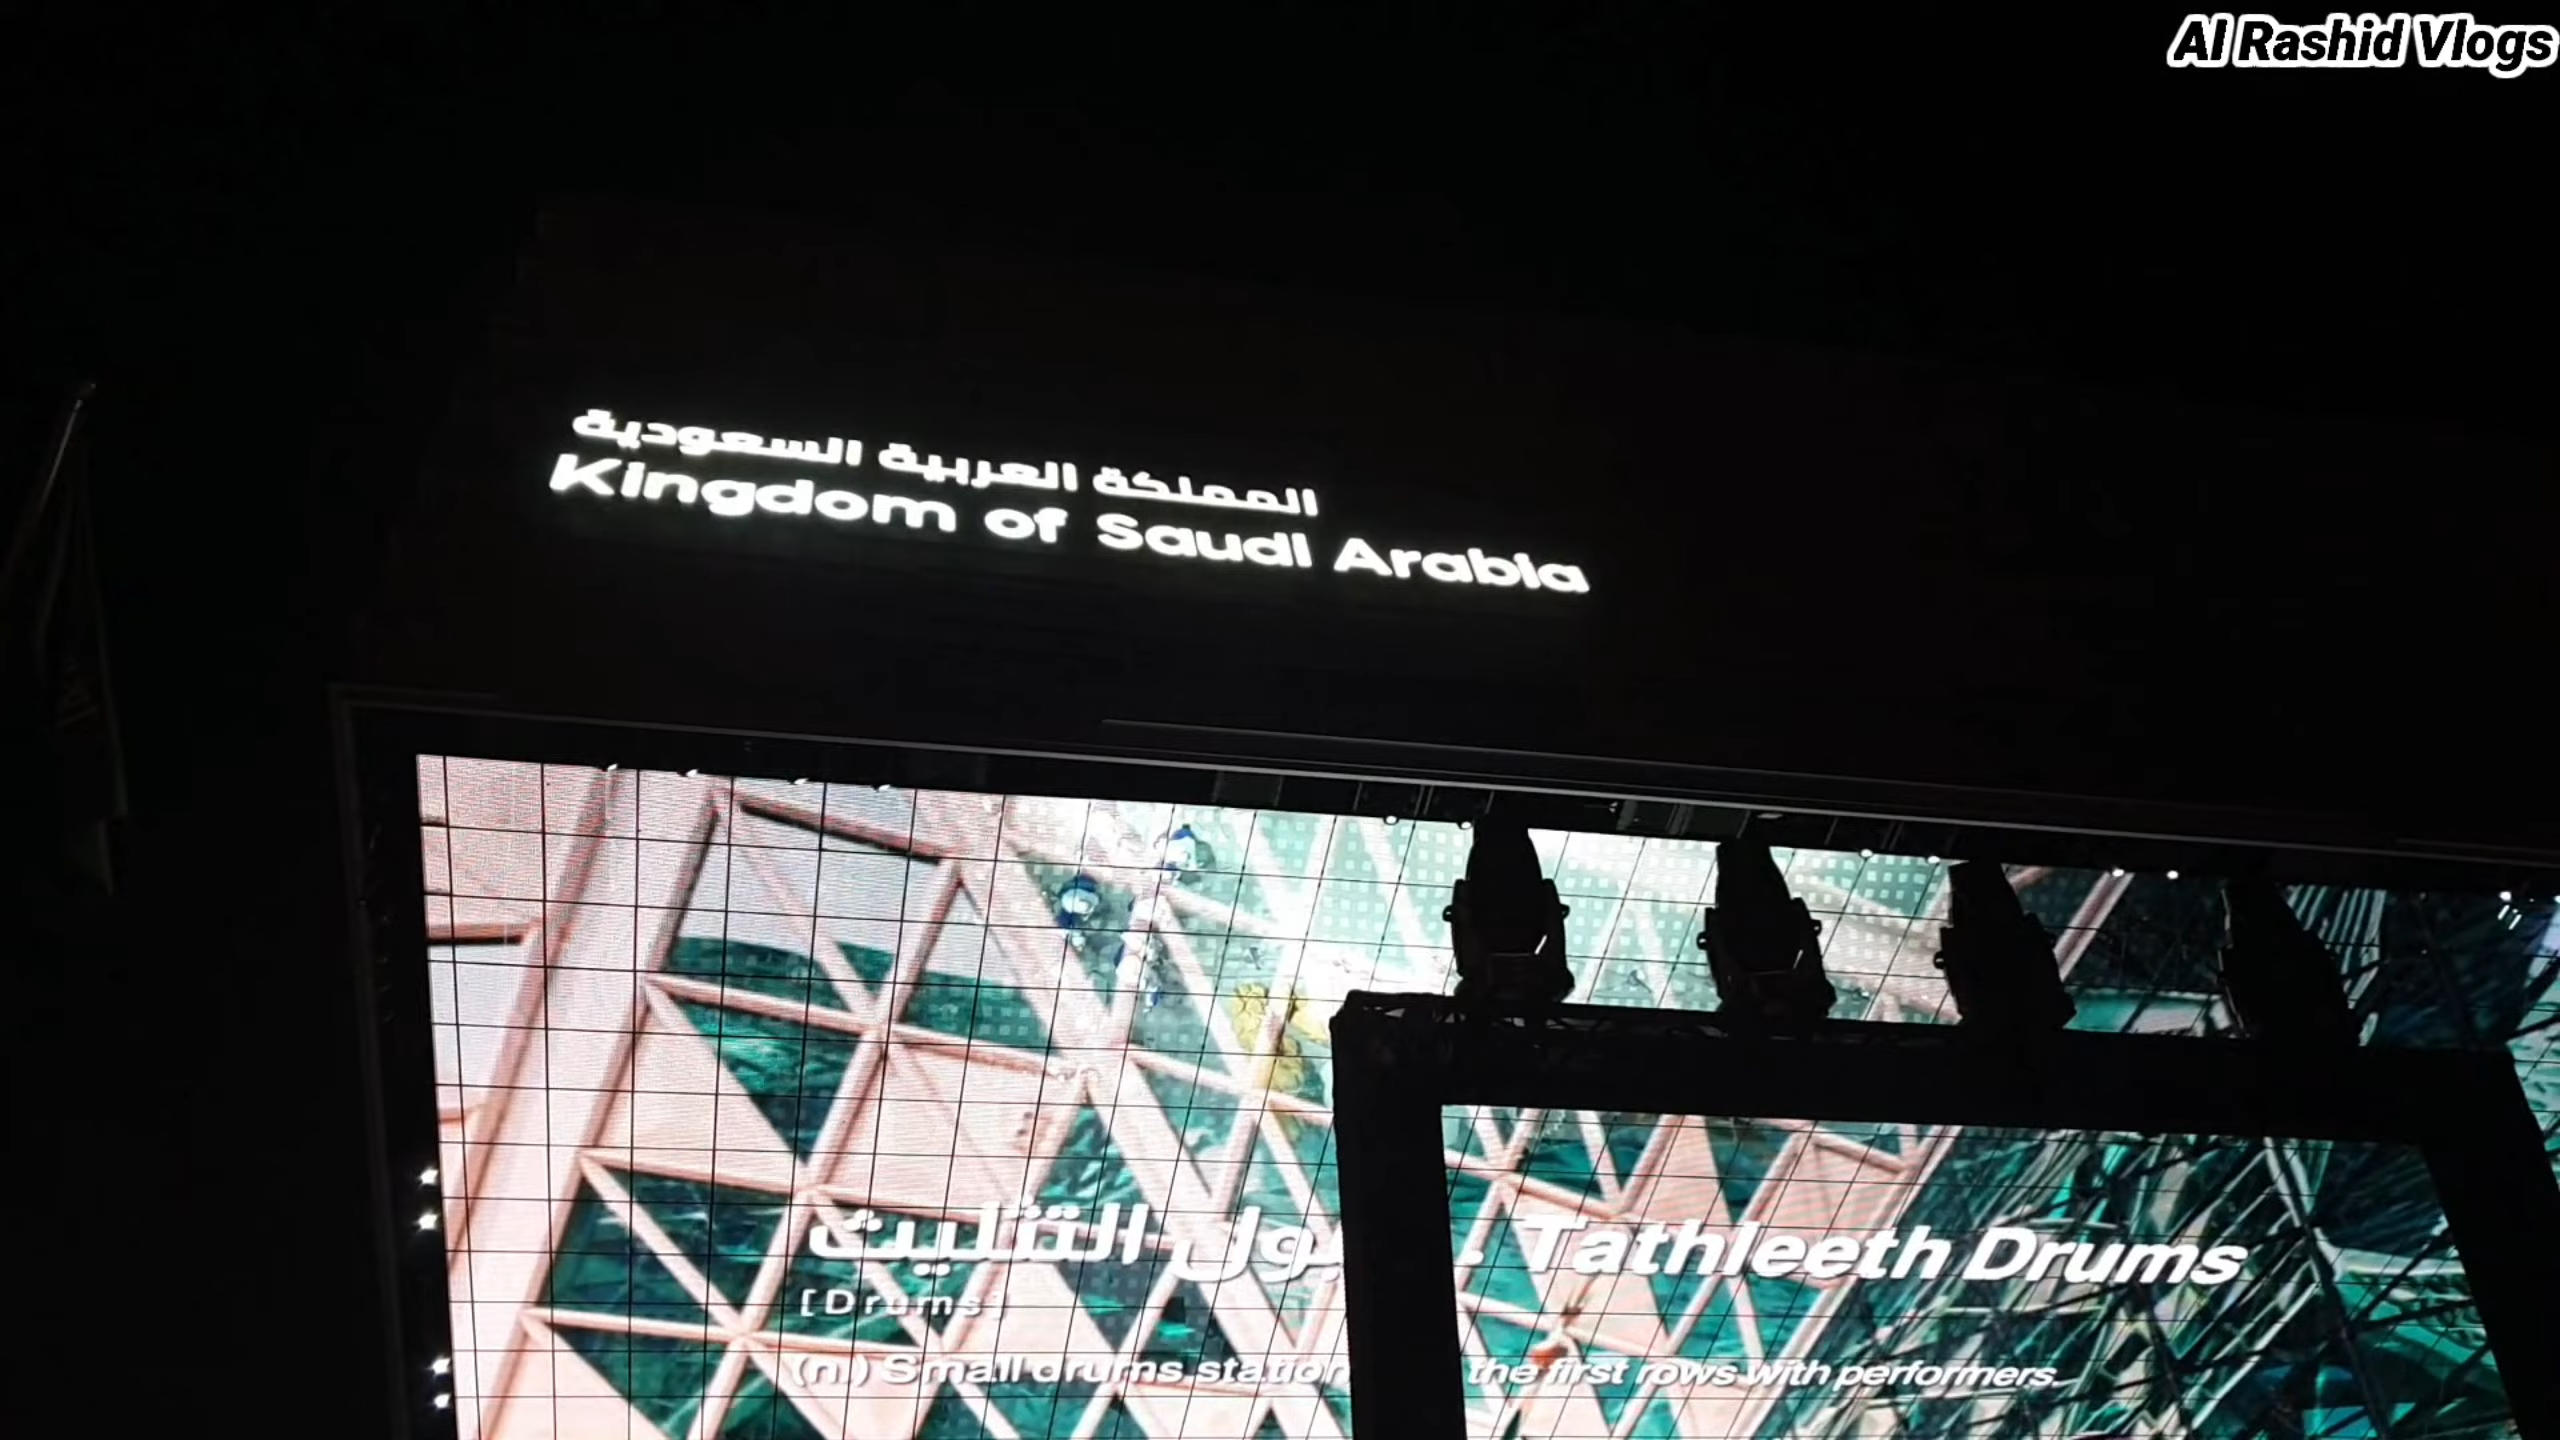 Al Rashid Vlogs
المملكة العربية السعودية
Kingdom of Saudi Arabia
التثليث
Tathleeth Drums
[Drums]
(n.) Small drums the first rows with performers.